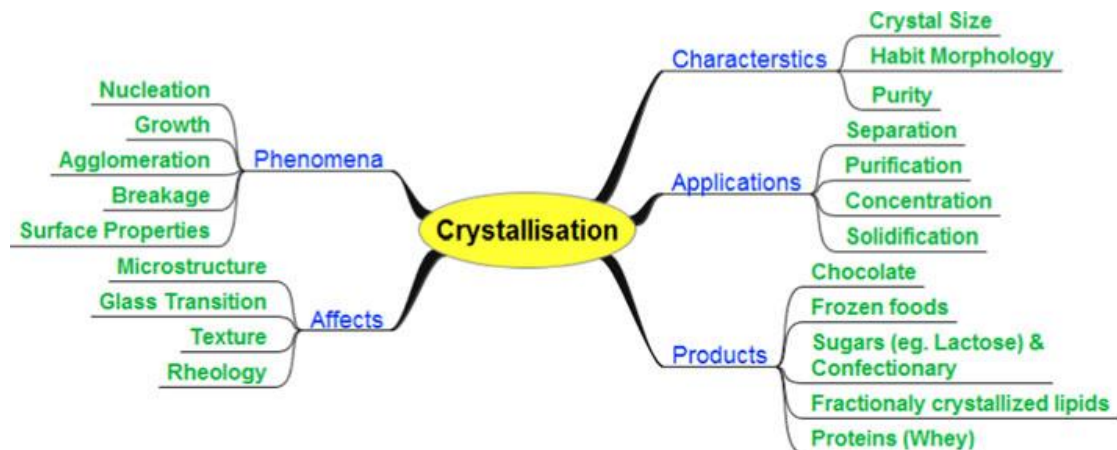 Crystallisation
Phenomena
Nucleation
Growth
Agglomeration
Breakage
Surface Properties
Affects
Microstructure
Glass Transition
Texture
Rheology
Characterstics
Crystal Size
Habit Morphology
Purity
Applications
Separation
Purification
Concentration
Solidification
Products
Chocolate
Frozen foods
Sugars (eg. Lactose) &
Confectionary
Fractionaly crystallized lipids
Proteins (Whey)